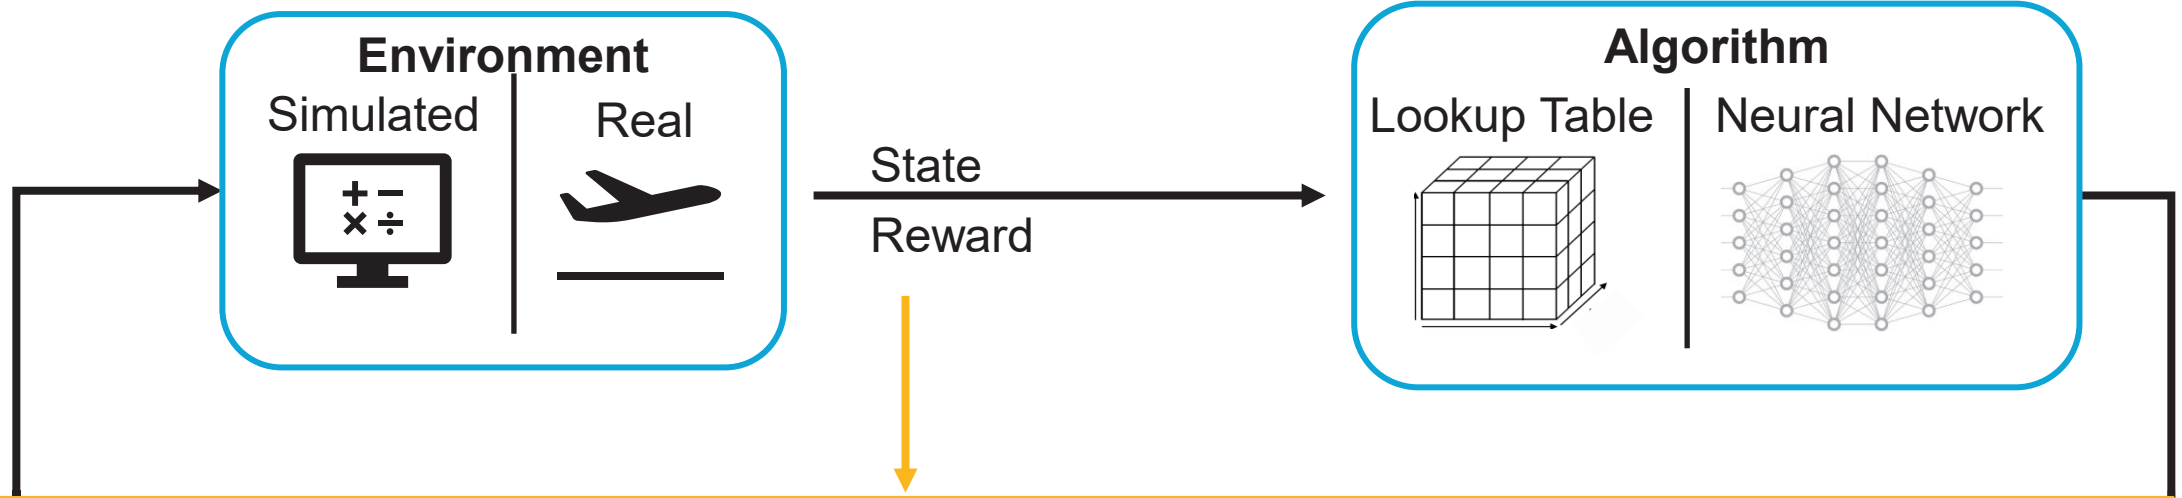 Environment
Simulated
Real
State
Reward
Algorithm
Lookup Table
Neural Network